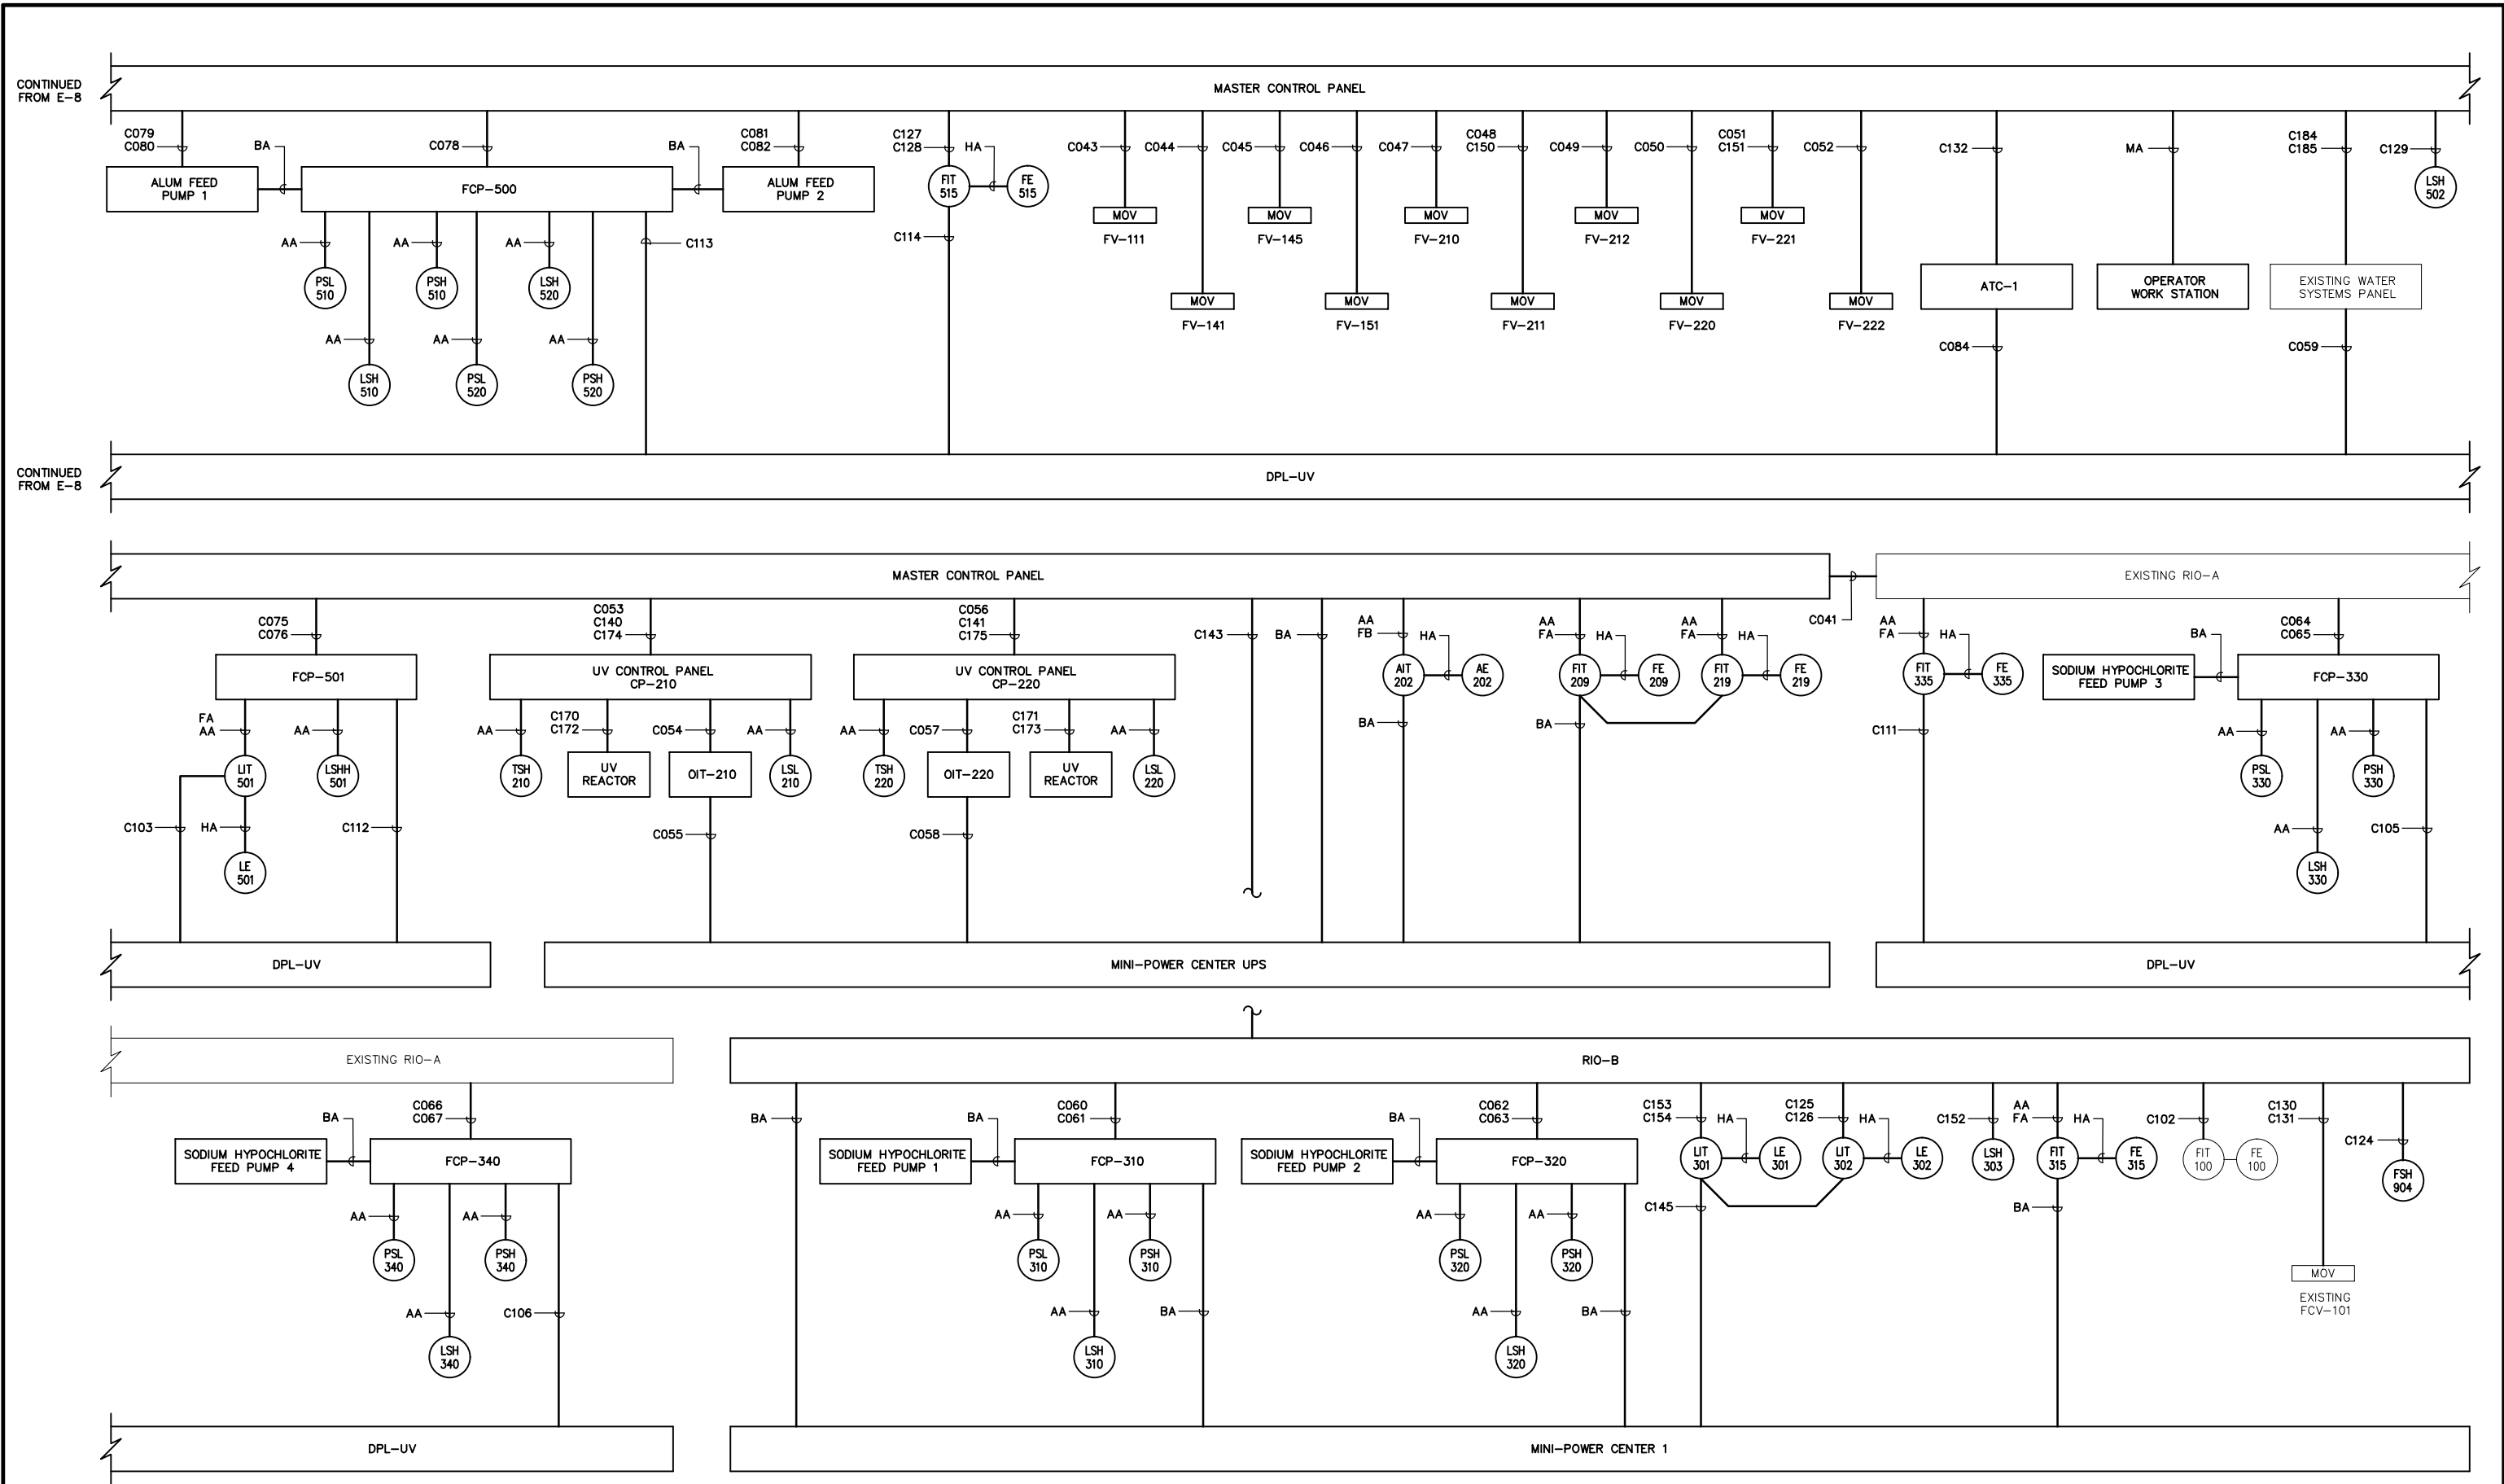 CONTINUED
FROM E-8
MASTER CONTROL PANEL
C079
C080
BA
C078
BA
C081
C082
C127
C128
HA
C043
C044
C045
C046
C047
C048
C150
C049
C050
C051
C151
C052
C132
MA
C184
C185
C129
ALUM FEED
PUMP 1
FCP-500
ALUM FEED
PUMP 2
FIT
515
FE
515
LSH
502
MOV
FV-111
MOV
FV-145
MOV
FV-210
MOV
FV-212
MOV
FV-221
AA
AA
AA
C113
C114
PSL
510
PSH
510
LSH
520
MOV
FV-141
MOV
FV-151
MOV
FV-211
MOV
FV-220
MOV
FV-222
ATC-1
OPERATOR
WORK STATION
EXISTING WATER
SYSTEMS PANEL
AA
AA
AA
C084
C059
LSH
510
PSL
520
PSH
520
CONTINUED
FROM E-8
DPL-UV
MASTER CONTROL PANEL
EXISTING RIO-A
C075
C076
C053
C140
C174
C056
C141
C175
C143
BA
AA
FB
HA
AA
FA
HA
AA
FA
HA
C041
AA
FA
HA
BA
C064
C065
FCP-501
UV CONTROL PANEL
CP-210
UV CONTROL PANEL
CP-220
AIT
202
AE
202
FIT
209
FE
209
FIT
219
FE
219
FIT
335
FE
335
SODIUM HYPOCHLORITE
FEED PUMP 3
FCP-330
FA
AA
AA
AA
C170
C172
C054
AA
AA
C057
C171
C173
AA
BA
BA
C111
AA
AA
LIT
501
LSHH
501
TSH
210
UV
REACTOR
OIT-210
LSL
210
TSH
220
OIT-220
UV
REACTOR
LSL
220
PSL
330
PSH
330
C103
HA
C112
C055
C058
AA
C105
LE
501
LSH
330
DPL-UV
MINI-POWER CENTER UPS
DPL-UV
EXISTING RIO-A
RIO-B
BA
C066
C067
BA
BA
C060
C061
BA
C062
C063
C153
C154
HA
C125
C126
HA
C152
AA
FA
HA
C102
C130
C131
C124
SODIUM HYPOCHLORITE
FEED PUMP 4
FCP-340
SODIUM HYPOCHLORITE
FEED PUMP 1
FCP-310
SODIUM HYPOCHLORITE
FEED PUMP 2
FCP-320
LIT
301
LE
301
LIT
302
LE
302
LSH
303
FIT
315
FE
315
FIT
100
FE
100
FSH
904
AA
AA
AA
AA
AA
AA
C145
BA
PSL
340
PSH
340
PSL
310
PSH
310
PSL
320
PSH
320
MOV
EXISTING
FCV-101
AA
C106
AA
BA
AA
BA
LSH
340
LSH
310
LSH
320
DPL-UV
MINI-POWER CENTER 1